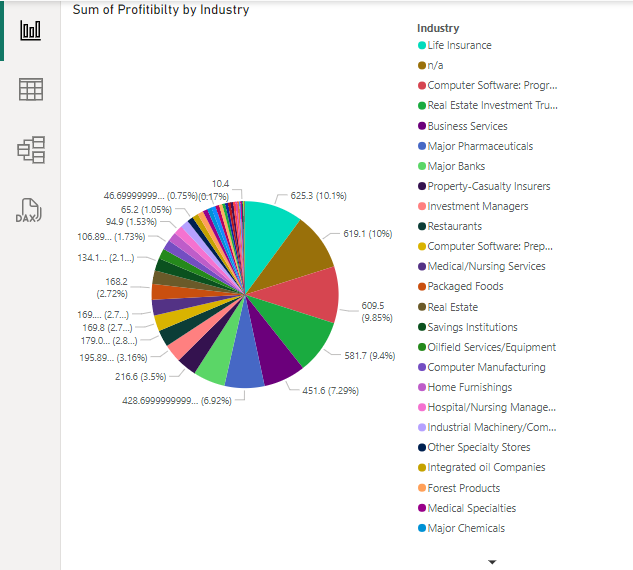 Sum of Profitibilty by Industry
DAX
10.4
(0.17%)
46.69999999... (0.75%)
65.2 (1.05%)
94.9 (1.53%)
106.89... (1.73%)
134.1... (2.1...)
168.2
(2.72%)
169.... (2.7...)
169.8 (2.7...)
179.0... (2.8...)
195.89... (3.16%)
216.6 (3.5%)
428.6999999999... (6.92%)
625.3 (10.1%)
619.1 (10%)
609.5
(9.85%)
581.7 (9.4%)
451.6 (7.29%)
Industry
Life Insurance
n/a
Computer Software: Progr...
Real Estate Investment Tru...
Business Services
Major Pharmaceuticals
Major Banks
Property-Casualty Insurers
Investment Managers
Restaurants
Computer Software: Prep...
Medical/Nursing Services
Packaged Foods
Real Estate
Savings Institutions
Oilfield Services/Equipment
Computer Manufacturing
Home Furnishings
Hospital/Nursing Manage...
Industrial Machinery/Com...
Other Specialty Stores
Integrated oil Companies
Forest Products
Medical Specialties
Major Chemicals